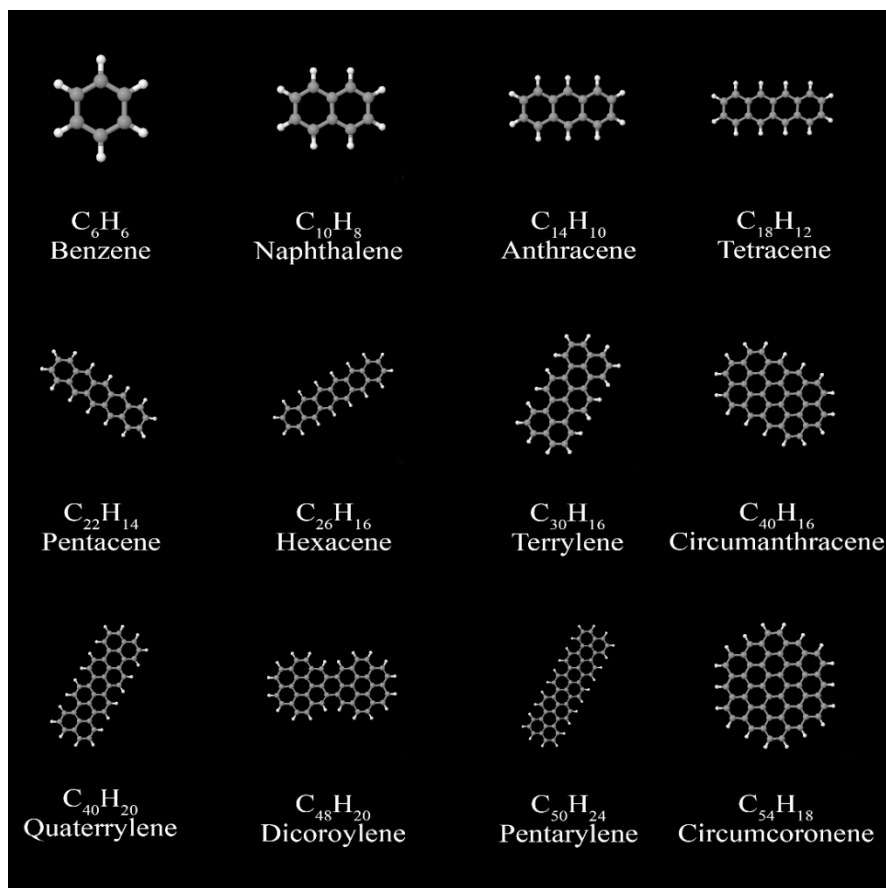 C₆H₆
Benzene
C₁₀H₈
Naphthalene
C₁₄H₁₀
Anthracene
C₁₈H₁₂
Tetracene
C₂₂H₁₄
Pentacene
C₂₆H₁₆
Hexacene
C₃₀H₁₆
Terrylene
C₄₀H₁₆
Circumanthracene
C₄₀H₂₀
Quaterrylene
C₄₈H₂₀
Dicoroylene
C₅₀H₂₄
Pentarylene
C₅₄H₁₈
Circumcoronene